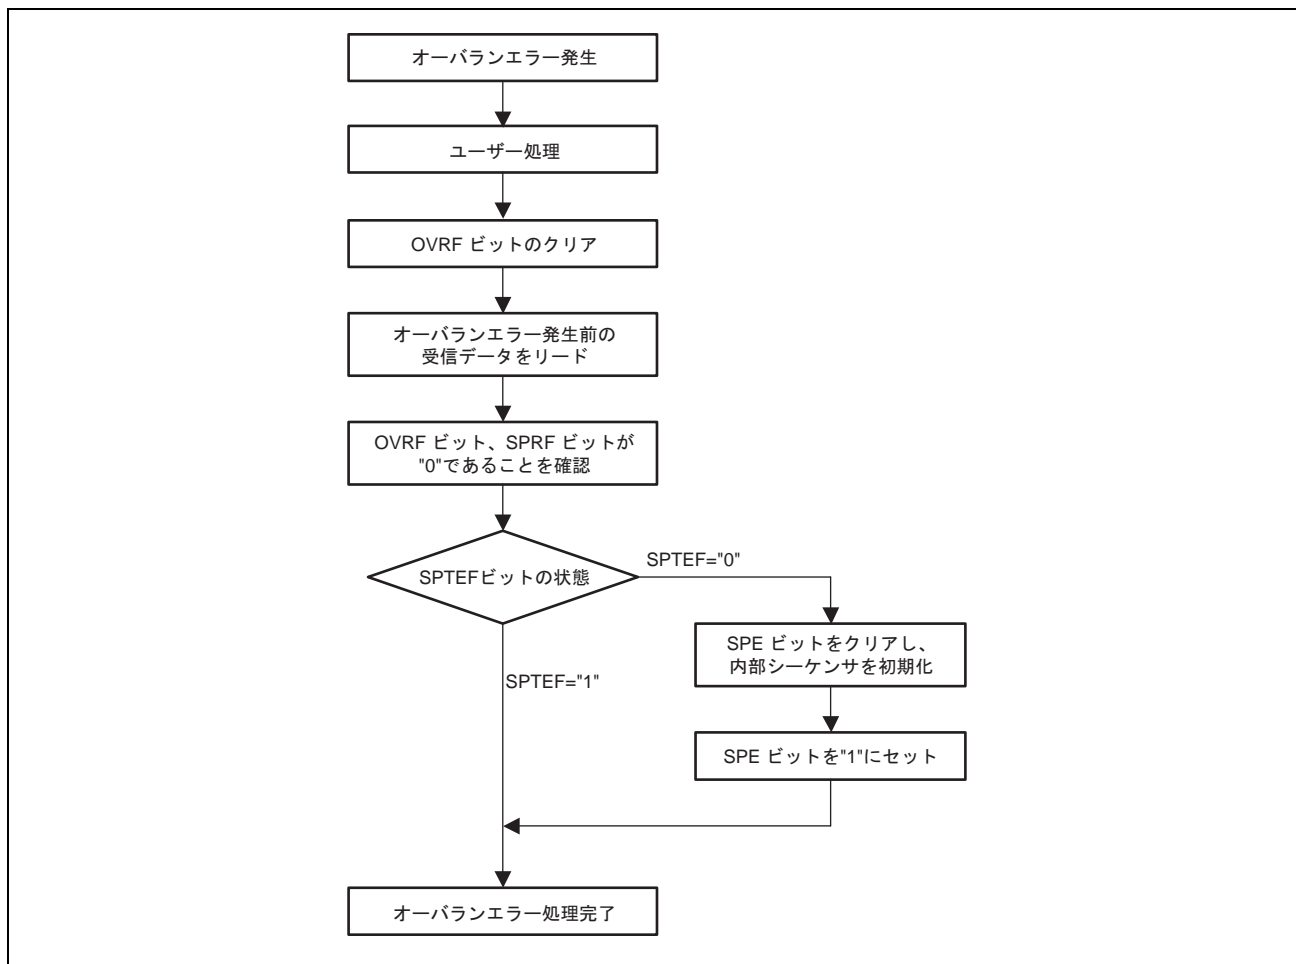 オーバランエラー発生
ユーザー処理
OVRF ビットのクリア
オーバランエラー発生前の
受信データをリード
OVRF ビット、SPRF ビットが
"0"であることを確認
SPTEFビットの状態
SPTEF="0"
SPE ビットをクリアし、
内部シーケンサを初期化
SPTEF="1"
SPE ビットを"1"にセット
オーバランエラー処理完了